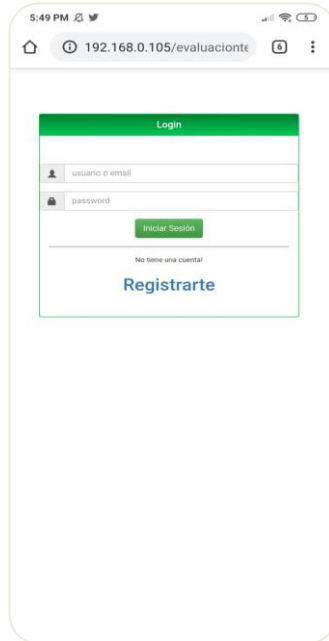 5:49 PM
192.168.0.105/evaluacionte
6
Login
usuario o email
password
Iniciar Sesión
No tiene una cuenta!
Registrarte